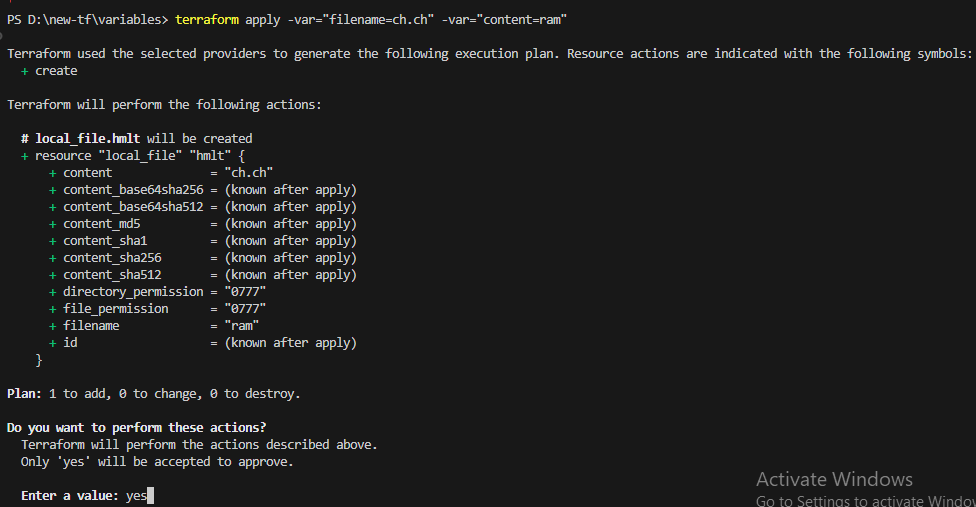 PS D:\new-tf\variables> terraform apply -var="filename=ch.ch" -var="content=ram"
Terraform used the selected providers to generate the following execution plan. Resource actions are indicated with the following symbols:
+ create
Terraform will perform the following actions:
# local_file.hmlt will be created
+ resource "local_file" "hmlt" {
+ content = "ch.ch"
+ content_base64sha256 = (known after apply)
+ content_base64sha512 = (known after apply)
+ content_md5 = (known after apply)
+ content_sha1 = (known after apply)
+ content_sha256 = (known after apply)
+ content_sha512 = (known after apply)
+ directory_permission = "0777"
+ file_permission = "0777"
+ filename = "ram"
+ id = (known after apply)
}
Plan: 1 to add, 0 to change, 0 to destroy.
Do you want to perform these actions?
Terraform will perform the actions described above.
Only 'yes' will be accepted to approve.
Enter a value: yes
Activate Windows
Go to Settings to activate Window